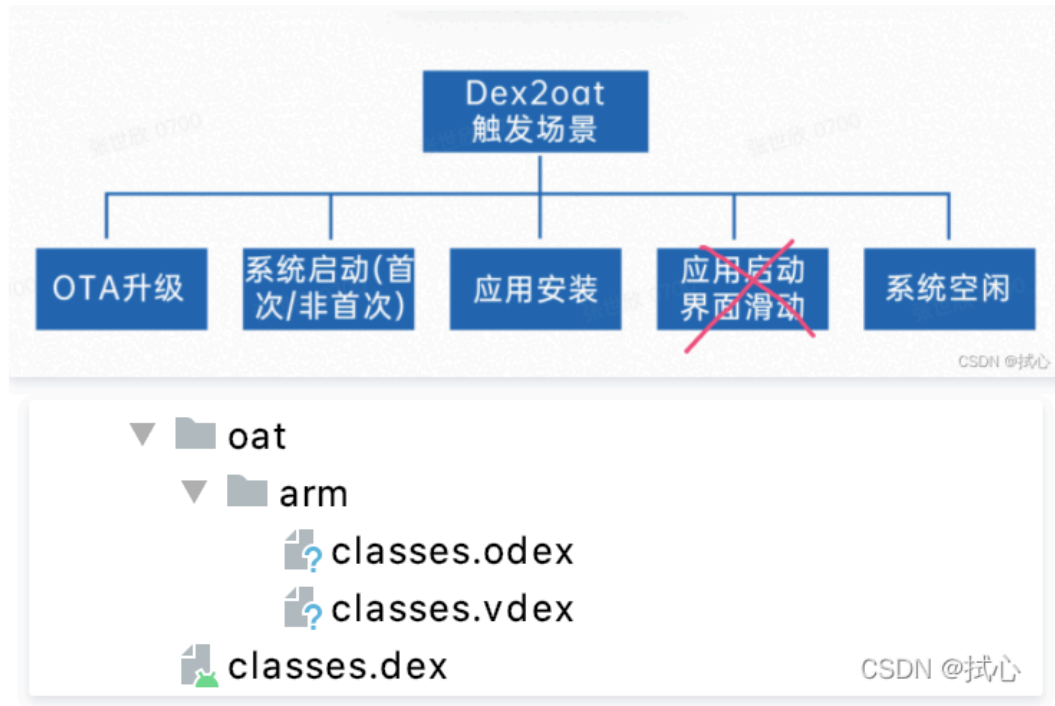 Dex2oat
触发场景
OTA升级
系统启动(首
次/非首次)
应用安装
应用启动
界面滑动
系统空闲
CSDN @拭心
oat
arm
classes.odex
classes.vdex
classes.dex
CSDN @拭心